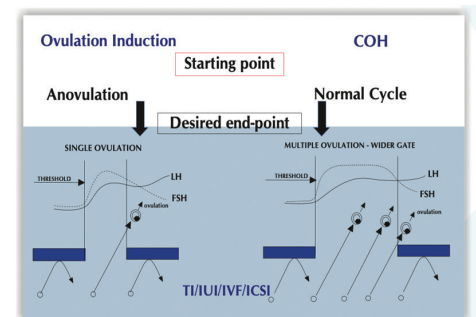 Ovulation Induction
COH
Starting point
Anovulation
Normal Cycle
Desired end-point
SINGLE OVULATION
MULTIPLE OVULATION - WIDER GATE
THRESHOLD
LH
FSH
ovulation
THRESHOLD
LH
FSH
ovulation
TI/IUI/IVF/ICSI